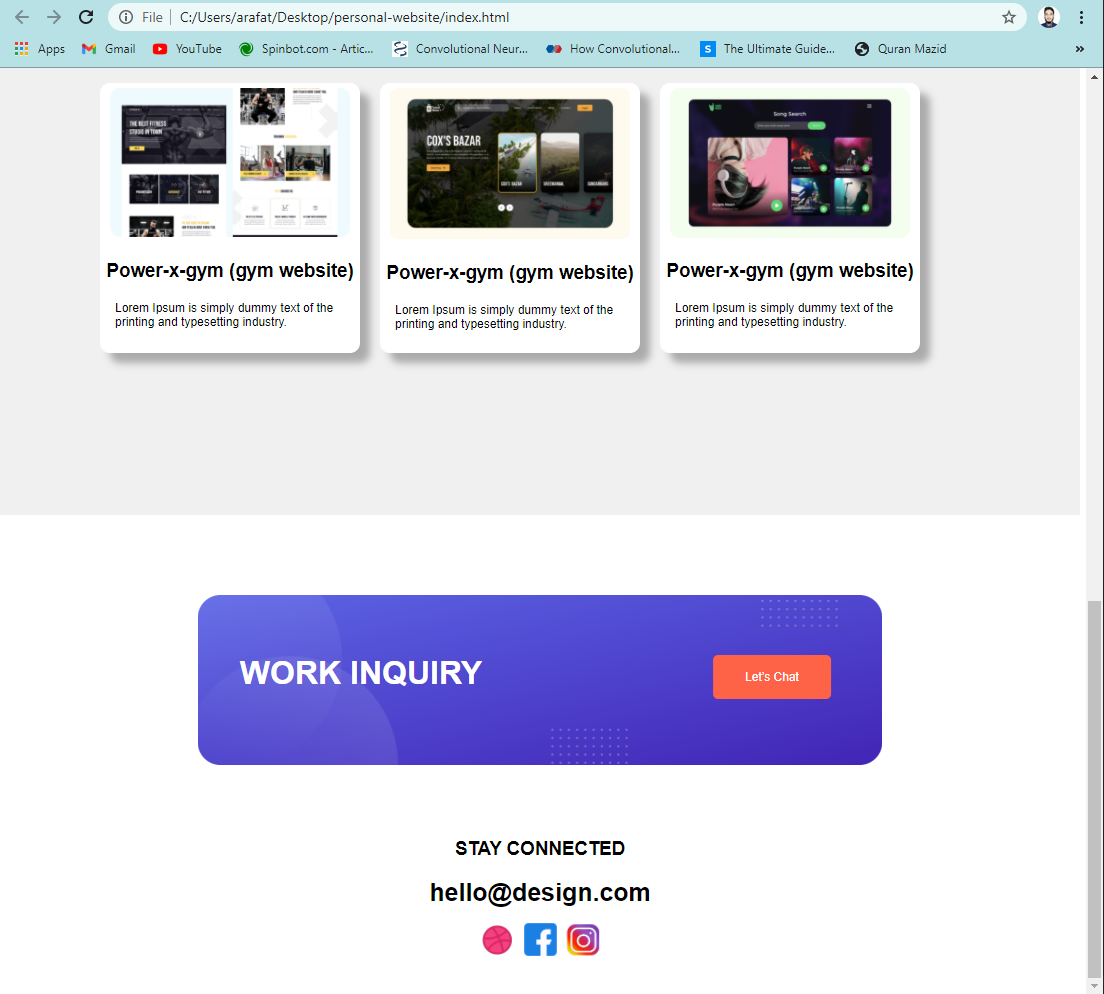 File
C:/Users/arafat/Desktop/personal-website/index.html
Apps
Gmail
YouTube
Spinbot.com - Artic...
Convolutional Neur...
How Convolutional...
The Ultimate Guide...
Quran Mazid
»
THE BEST FITNESS
STUDIO IN TOWN
COX'S BAZAR
COX'S BAZAR
SREEMANGAL
SUNDARBANS
Song Search
Power-x-gym (gym website)
Lorem Ipsum is simply dummy text of the
printing and typesetting industry.
Power-x-gym (gym website)
Lorem Ipsum is simply dummy text of the
printing and typesetting industry.
Power-x-gym (gym website)
Lorem Ipsum is simply dummy text of the
printing and typesetting industry.
WORK INQUIRY
Let's Chat
STAY CONNECTED
hello@design.com